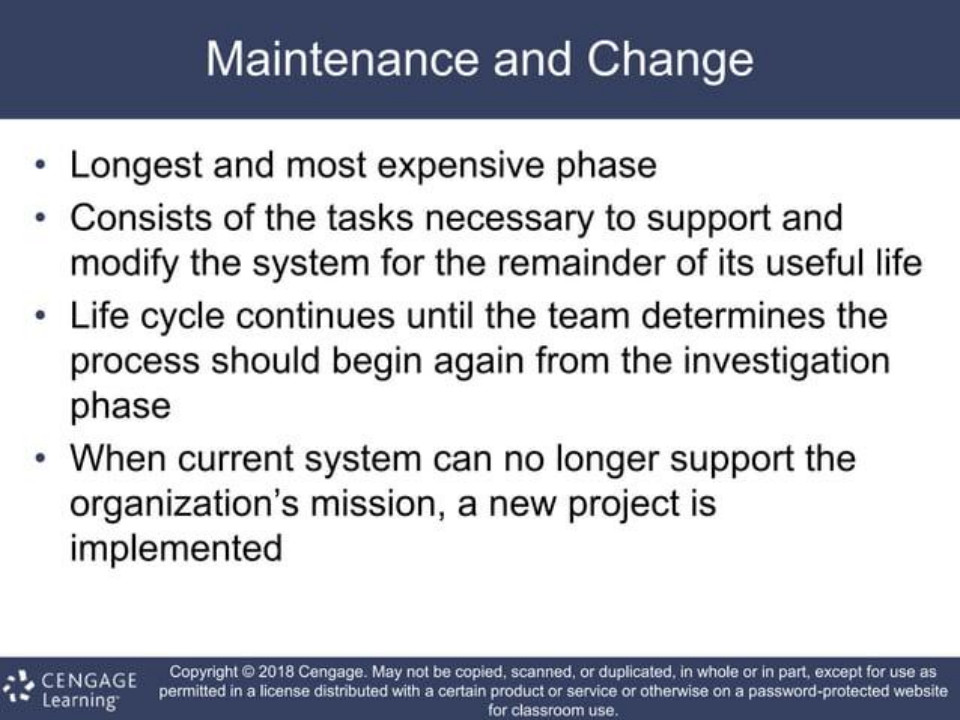 Maintenance and Change
• Longest and most expensive phase
• Consists of the tasks necessary to support and
modify the system for the remainder of its useful life
• Life cycle continues until the team determines the
process should begin again from the investigation
phase
• When current system can no longer support the
organization’s mission, a new project is
implemented
CENGAGE
Learning™
Copyright © 2018 Cengage. May not be copied, scanned, or duplicated, in whole or in part, except for use as
permitted in a license distributed with a certain product or service or otherwise on a password-protected website
for classroom use.